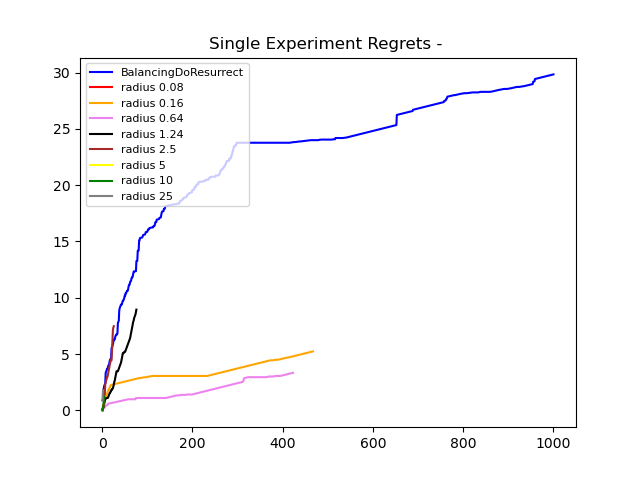 Single Experiment Regrets -
30
25
20
15
10
5
0
BalancingDoResurrect
radius 0.08
radius 0.16
radius 0.64
radius 1.24
radius 2.5
radius 5
radius 10
radius 25
0 200 400 600 800 1000